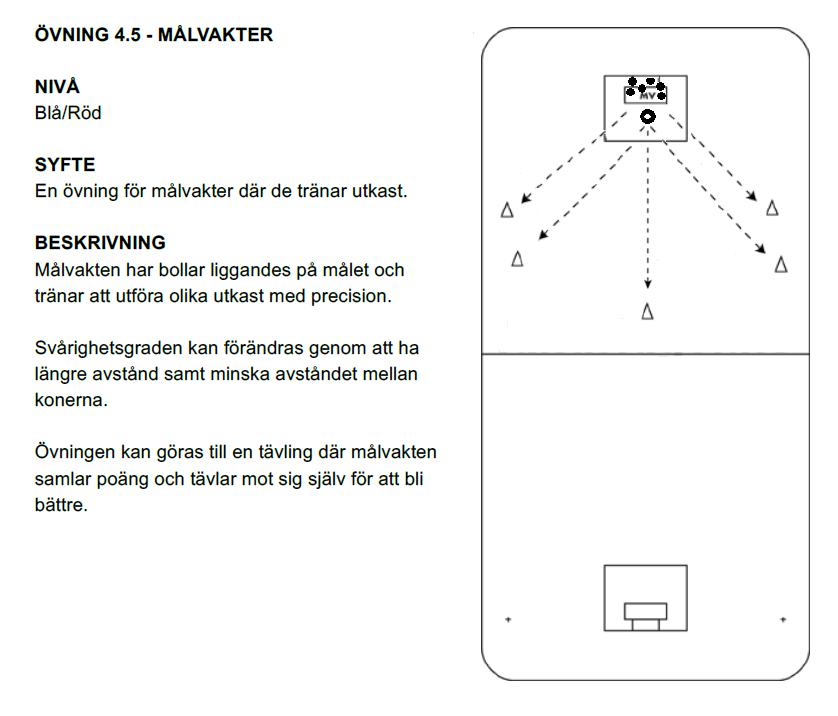 ÖVNING 4.5 - MÅLVAKTER
NIVÅ
Blå/Röd
SYFTE
En övning för målvakter där de tränar utkast.
BESKRIVNING
Målvakten har bollar liggandes på målet och
tränar att utföra olika utkast med precision.
Svårighetsgraden kan förändras genom att ha
längre avstånd samt minska avståndet mellan
konerna.
Övningen kan göras till en tävling där målvakten
samlar poäng och tävlar mot sig själv för att bli
bättre.
MV